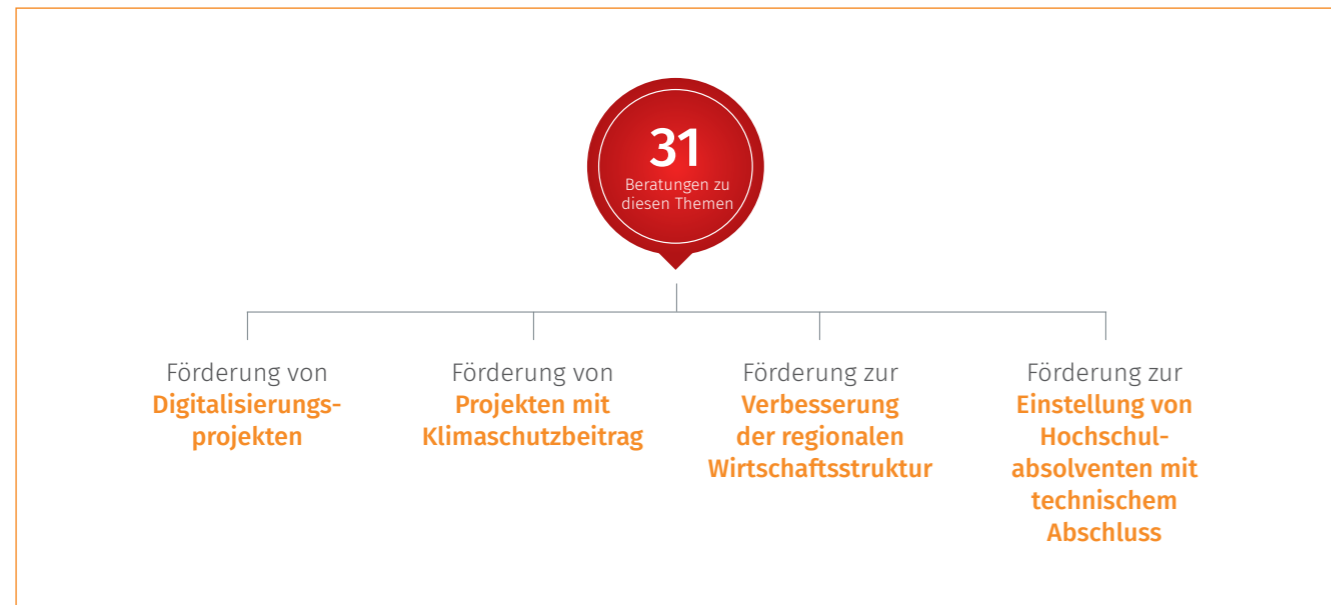 31
Beratungen zu
diesen Themen
Förderung von
Digitalisierungs-
projekten
Förderung von
Projekten mit
Klimaschutzbeitrag
Förderung zur
Verbesserung
der regionalen
Wirtschaftsstruktur
Förderung zur
Einstellung von
Hochschul-
absolventen mit
technischem
Abschluss